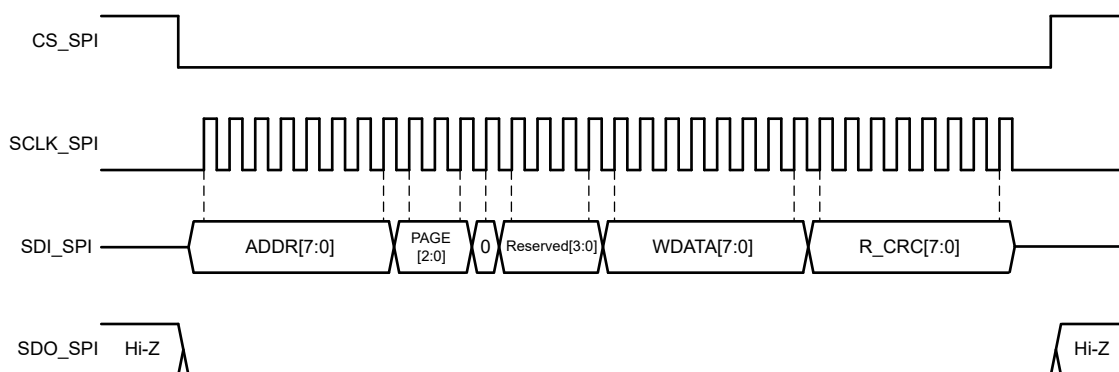 CS_SPI
SCLK_SPI
SDI_SPI
ADDR[7:0]
PAGE
[2:0]
0
Reserved[3:0]
WDATA[7:0]
R_CRC[7:0]
SDO_SPI
Hi-Z
Hi-Z